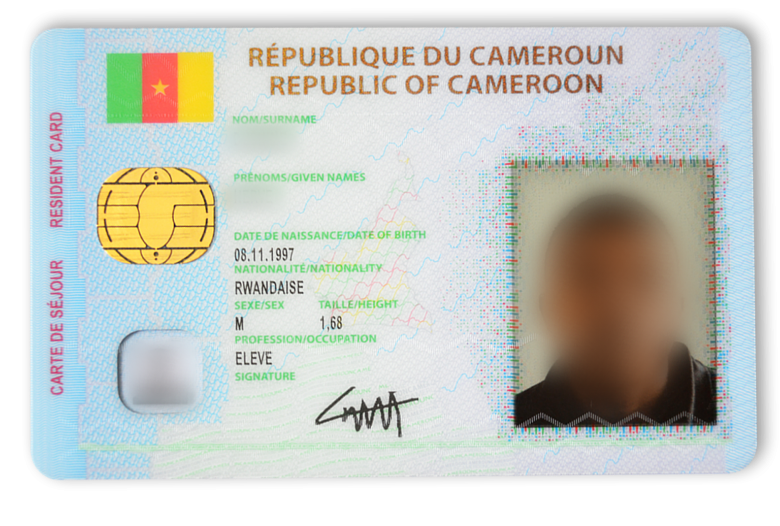 RÉPUBLIQUE DU CAMEROUN
REPUBLIC OF CAMEROON
CARTE DE SÉJOUR RESIDENT CARD
NOM/SURNAME
PRÉNOMS/GIVEN NAMES
DATE DE NAISSANCE/DATE OF BIRTH
08.11.1997
NATIONALITÉ/NATIONALITY
RWANDAISE
SEXE/SEX TAILLE/HEIGHT
M 1,68
PROFESSION/OCCUPATION
ELEVE
SIGNATURE